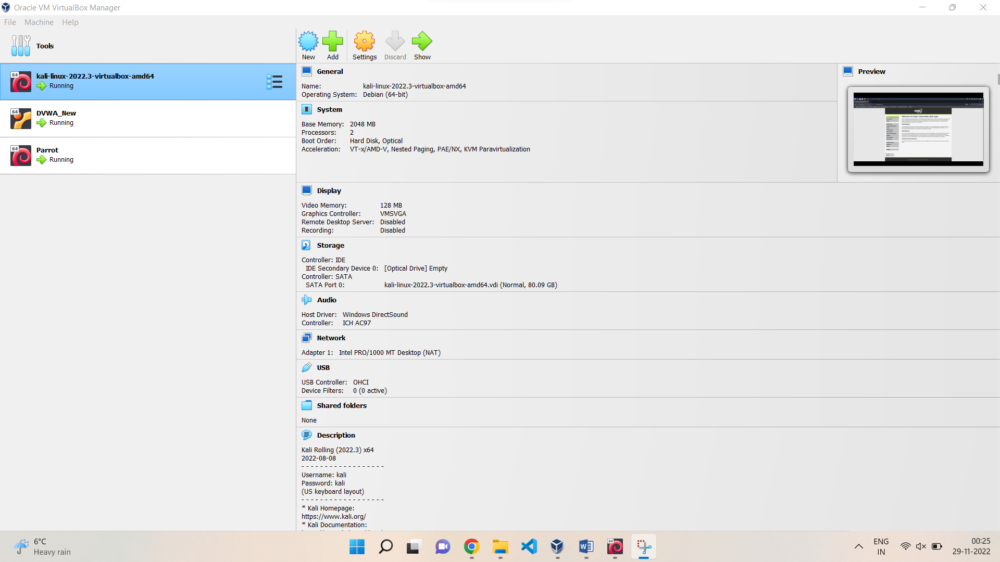 Oracle VM VirtualBox Manager
File Machine Help
Tools
New Add Settings Discard Show
64 kali-linux-2022.3-virtualbox-amd64
Running
64 DVWA_New
Running
64 Parrot
Running
General
Name: kali-linux-2022.3-virtualbox-amd64
Operating System: Debian (64-bit)
System
Base Memory: 2048 MB
Processors: 2
Boot Order: Hard Disk, Optical
Acceleration: VT-x/AMD-V, Nested Paging, PAE/NX, KVM Paravirtualization
Preview
DVWA
Welcome to Damn Vulnerable Web App!
Display
Video Memory: 128 MB
Graphics Controller: VMSVGA
Remote Desktop Server: Disabled
Recording: Disabled
Storage
Controller: IDE
IDE Secondary Device 0: [Optical Drive] Empty
Controller: SATA
SATA Port 0: kali-linux-2022.3-virtualbox-amd64.vdi (Normal, 80.09 GB)
Audio
Host Driver: Windows DirectSound
Controller: ICH AC97
Network
Adapter 1: Intel PRO/1000 MT Desktop (NAT)
USB
USB Controller: OHCI
Device Filters: 0 (0 active)
Shared folders
None
Description
Kali Rolling (2022.3) x64
2022-08-08
- - - - - - - - - - - - - - - - - -
Username: kali
Password: kali
(US keyboard layout)
- - - - - - - - - - - - - - - - - -
* Kali Homepage:
https://www.kali.org/
* Kali Documentation:
6°C
Heavy rain
64
ENG
IN
00:25
29-11-2022